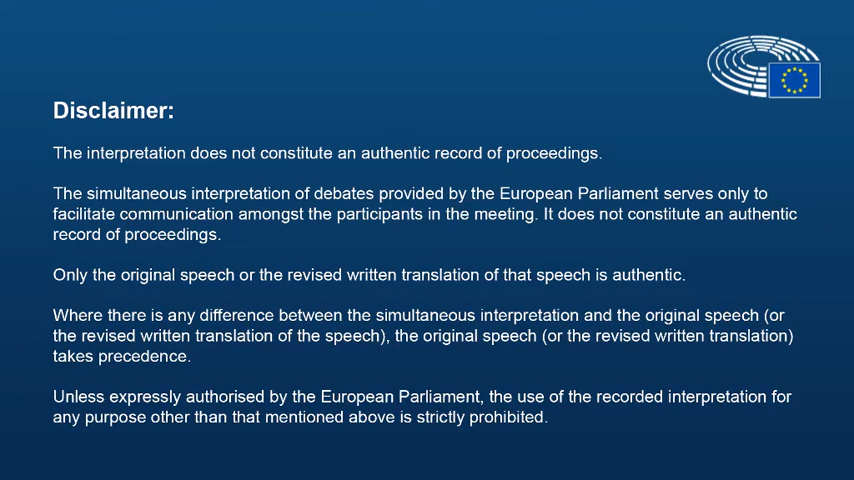 Disclaimer:
The interpretation does not constitute an authentic record of proceedings.
The simultaneous interpretation of debates provided by the European Parliament serves only to
facilitate communication amongst the participants in the meeting. It does not constitute an authentic
record of proceedings.
Only the original speech or the revised written translation of that speech is authentic.
Where there is any difference between the simultaneous interpretation and the original speech (or
the revised written translation of the speech), the original speech (or the revised written translation)
takes precedence.
Unless expressly authorised by the European Parliament, the use of the recorded interpretation for
any purpose other than that mentioned above is strictly prohibited.